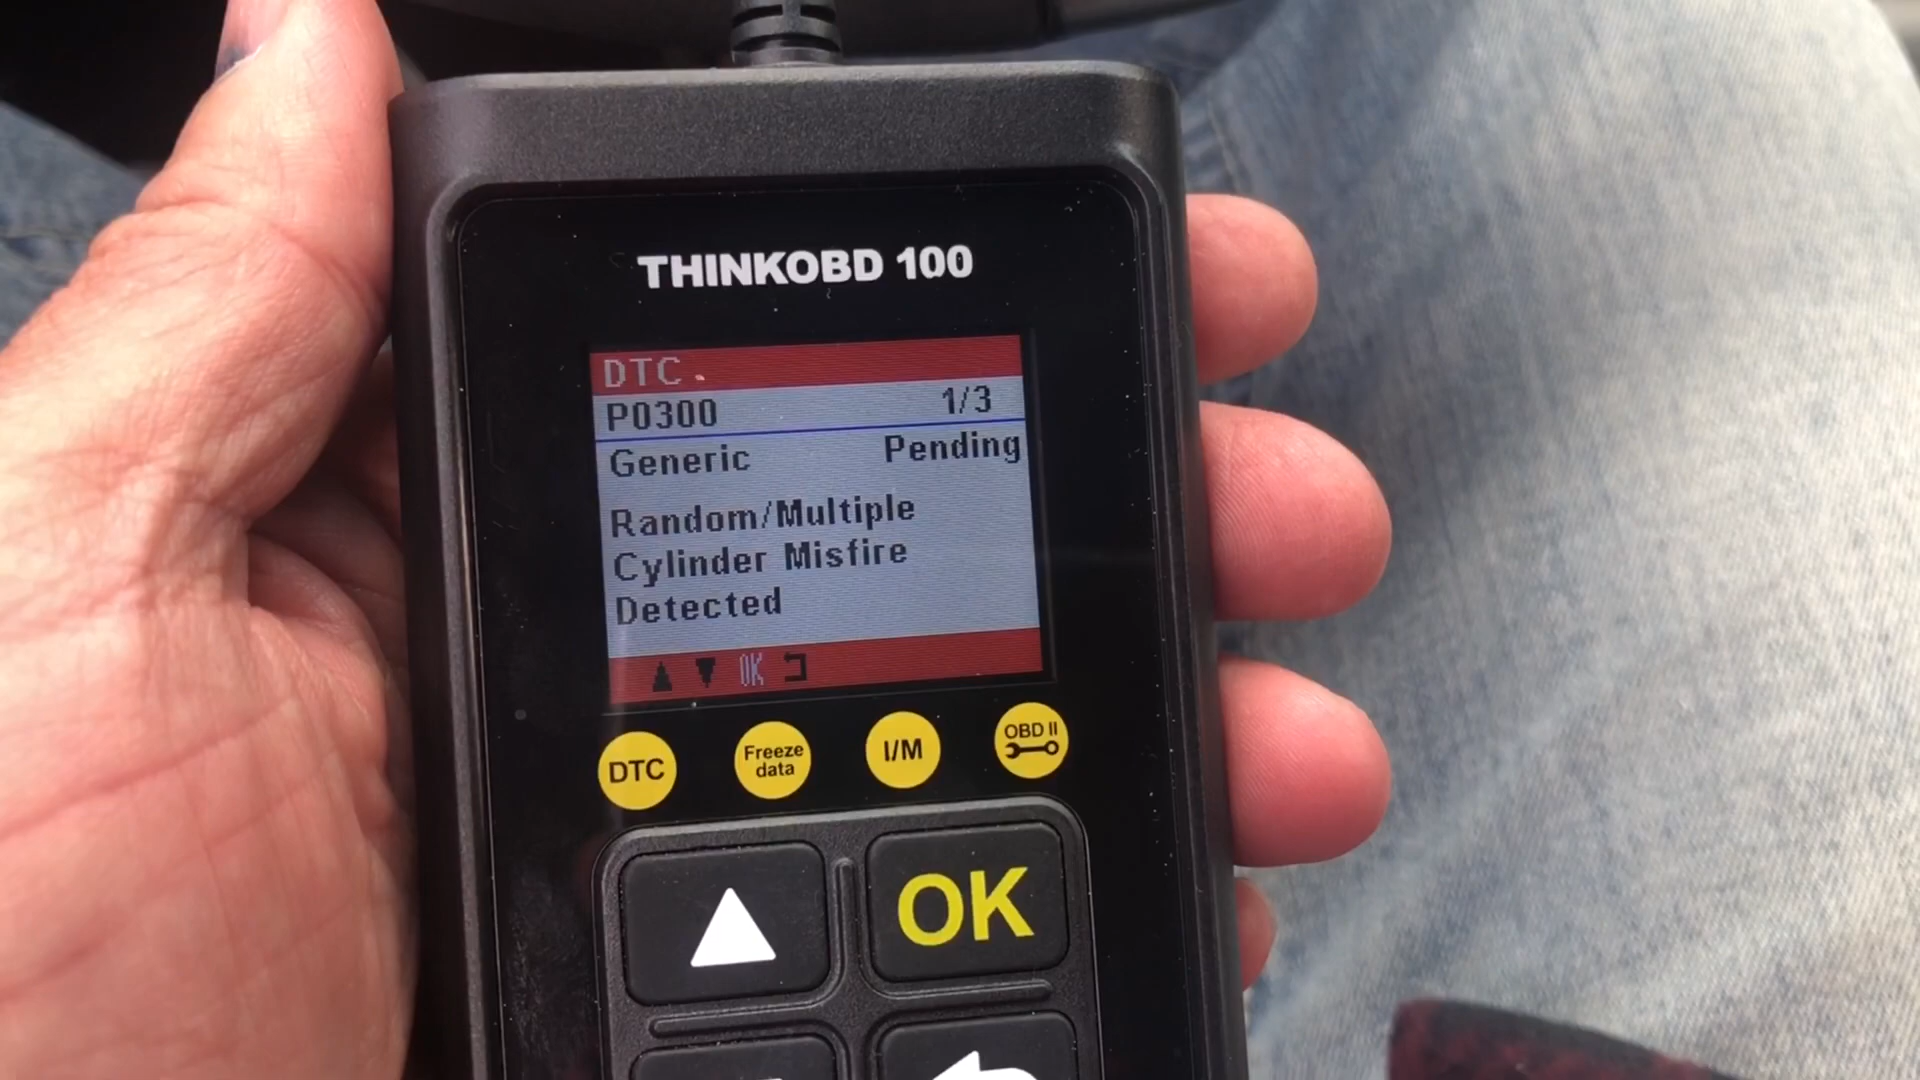 THINKOBD 100
DTC
P0300 1/3
Generic Pending
Random/Multiple
Cylinder Misfire
Detected
OK
DTC Freeze data I/M OBD II
OK